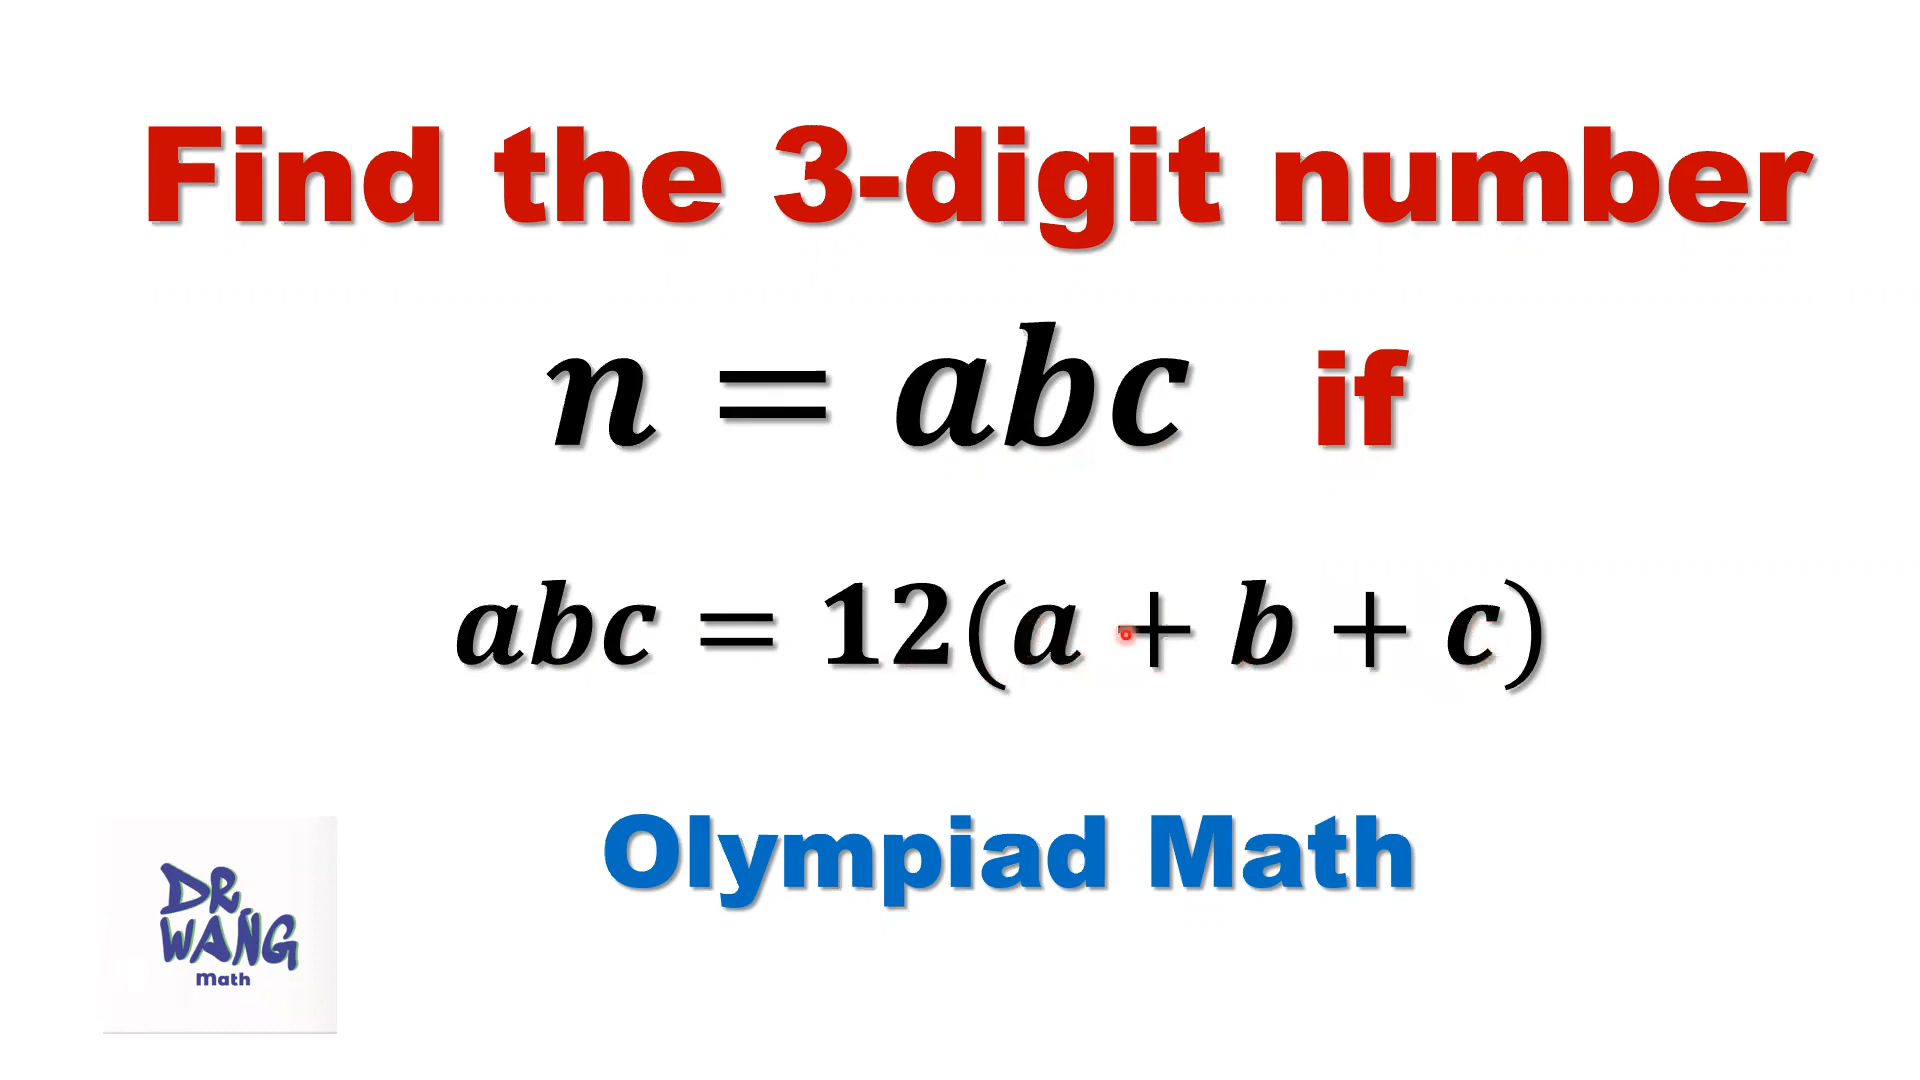 Find the 3-digit number
n = abc if
abc = 12(a + b + c)
Olympiad Math
DR
WANG
Math